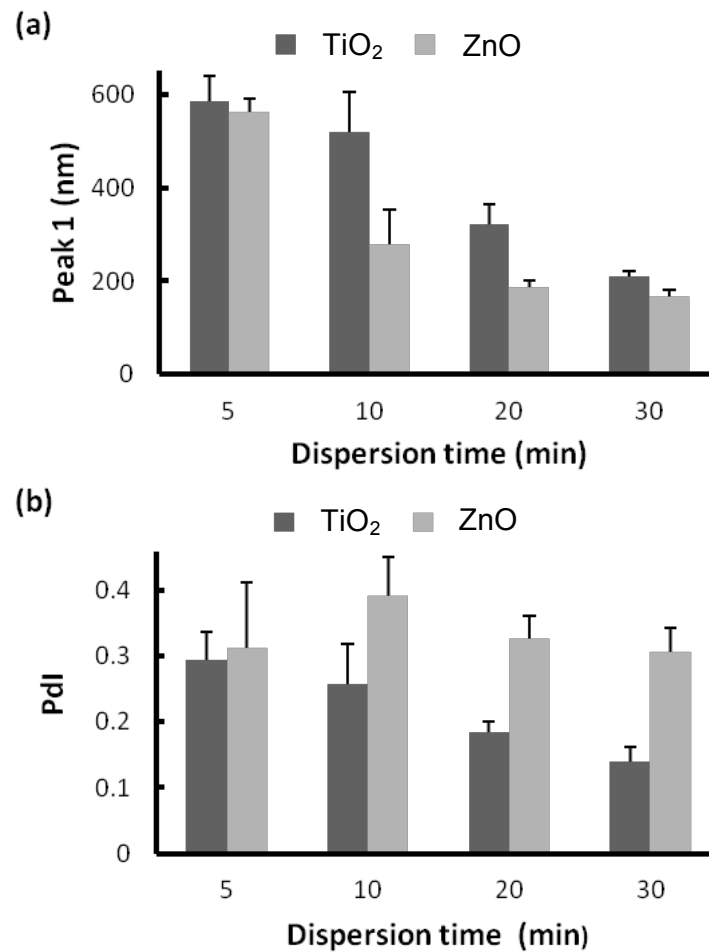 (a)
TiO₂ ZnO
600
400
200
0
Peak 1 (nm)
5 10 20 30
Dispersion time (min)
(b)
TiO₂ ZnO
0.4
0.3
0.2
0.1
0
PdI
5 10 20 30
Dispersion time (min)